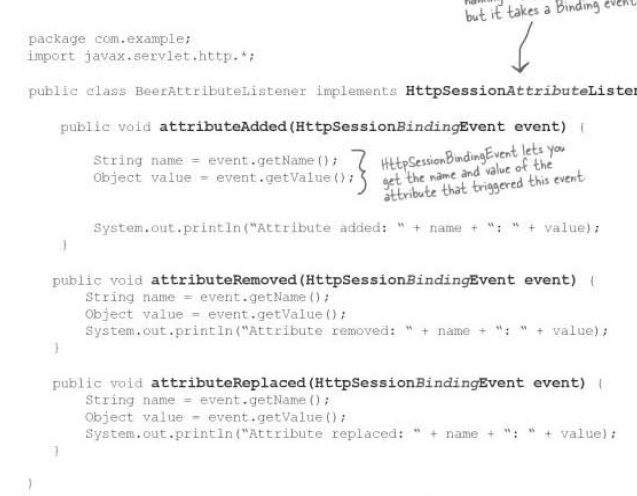 but it takes a Binding event
package com.example;
import javax.servlet.http.*;
public class BeerAttributeListener implements HttpSessionAttributeListen
public void attributeAdded(HttpSessionBindingEvent event) {
String name = event.getName();
Object value = event.getValue();
HttpSessionBindingEvent lets you
get the name and value of the
attribute that triggered this event
System.out.println("Attribute added: " + name + ": " + value);
}
public void attributeRemoved(HttpSessionBindingEvent event) {
String name = event.getName();
Object value = event.getValue();
System.out.println("Attribute removed: " + name + ": " + value);
}
public void attributeReplaced(HttpSessionBindingEvent event) {
String name = event.getName();
Object value = event.getValue();
System.out.println("Attribute replaced: " + name + ": " + value);
}
}